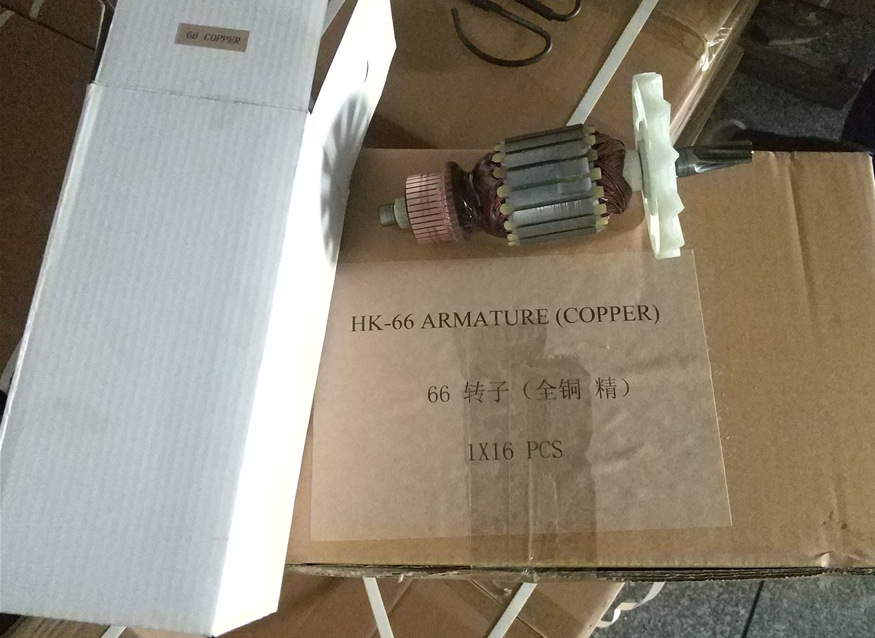 66 COPPER
HK-66 ARMATURE (COPPER)
66 转子（全铜 精）
1X16 PCS